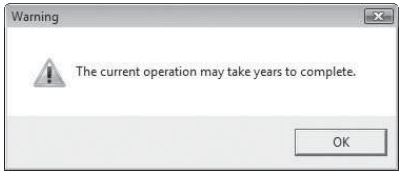 Warning
The current operation may take years to complete.
OK